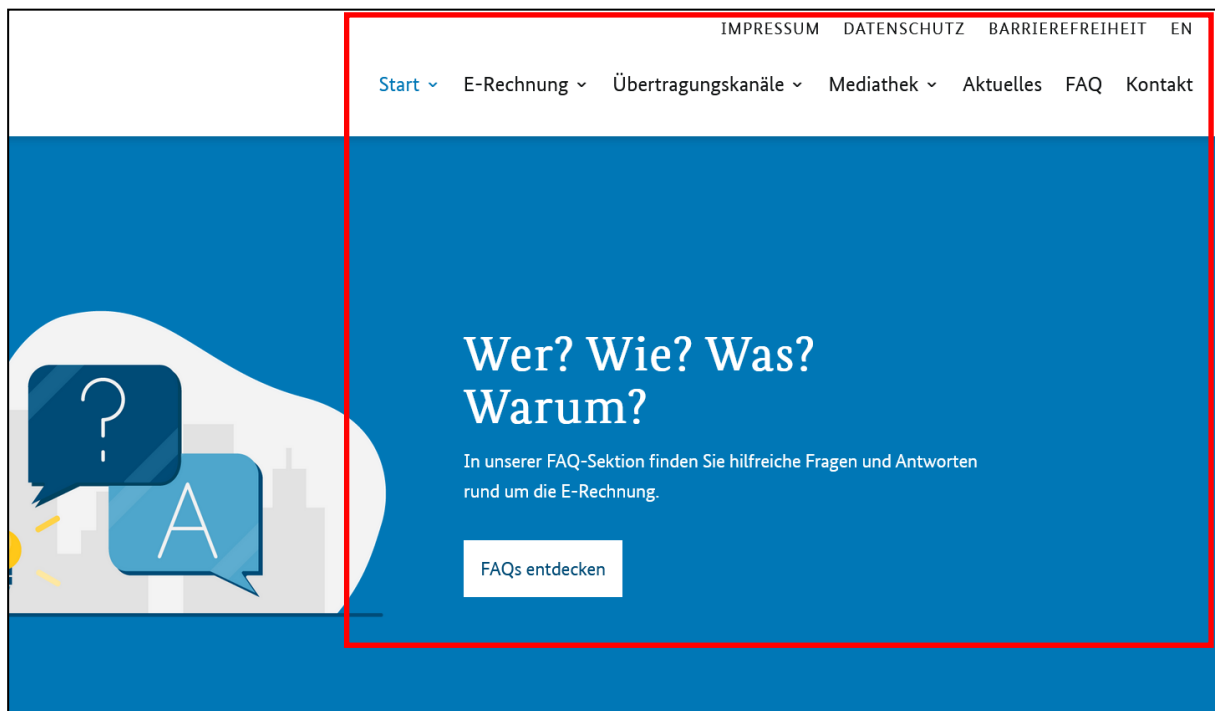 IMPRESSUM DATENSCHUTZ BARRIEREFREIHEIT EN
Start E-Rechnung Übertragungskanäle Mediathek Aktuelles FAQ Kontakt
Wer? Wie? Was?
Warum?
In unserer FAQ-Sektion finden Sie hilfreiche Fragen und Antworten
rund um die E-Rechnung.
FAQs entdecken
?
A